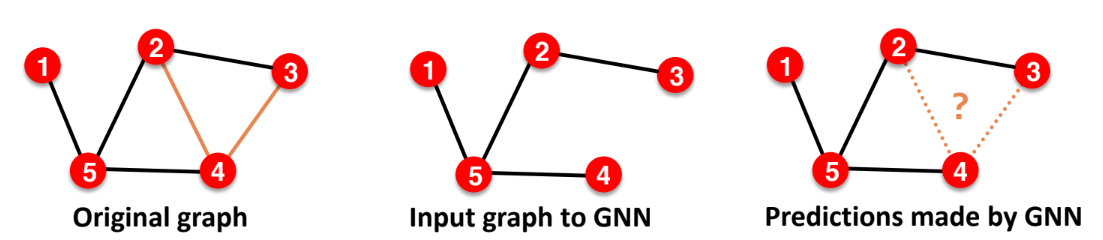 1 2 3 5 4
1 2 3 5 4
1 2 3 ? 5 4
Original graph
Input graph to GNN
Predictions made by GNN